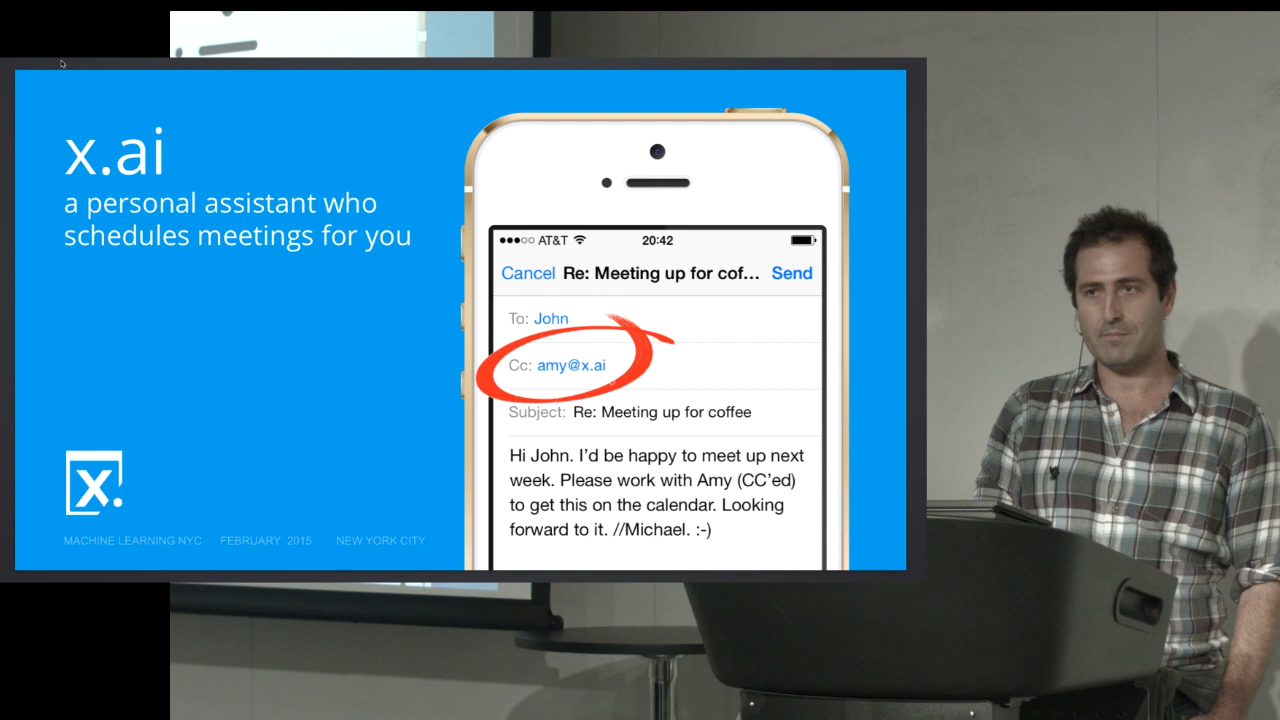 x.ai
a personal assistant who
schedules meetings for you
x.
MACHINE LEARNING NYC FEBRUARY 2015 NEW YORK CITY
●●●○○ AT&T 20:42
Cancel Re: Meeting up for cof... Send
To: John
Cc: amy@x.ai
Subject: Re: Meeting up for coffee
Hi John. I'd be happy to meet up next
week. Please work with Amy (CC'ed)
to get this on the calendar. Looking
forward to it. //Michael. :-)